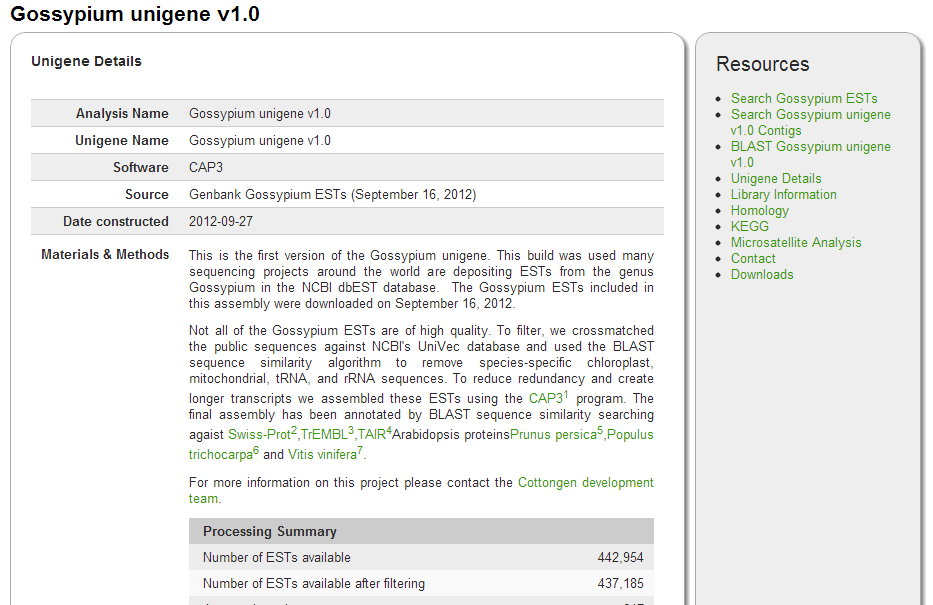 Gossypium unigene v1.0
Unigene Details
Analysis Name Gossypium unigene v1.0
Unigene Name Gossypium unigene v1.0
Software CAP3
Source Genbank Gossypium ESTs (September 16, 2012)
Date constructed 2012-09-27
Materials & Methods This is the first version of the Gossypium unigene. This build was used many
sequencing projects around the world are depositing ESTs from the genus
Gossypium in the NCBI dbEST database. The Gossypium ESTs included in
this assembly were downloaded on September 16, 2012.
Not all of the Gossypium ESTs are of high quality. To filter, we crossmatched
the public sequences against NCBI's UniVec database and used the BLAST
sequence similarity algorithm to remove species-specific chloroplast,
mitochondrial, tRNA, and rRNA sequences. To reduce redundancy and create
longer transcripts we assembled these ESTs using the CAP3¹ program. The
final assembly has been annotated by BLAST sequence similarity searching
agaist Swiss-Prot²,TrEMBL³,TAIR⁴Arabidopsis proteinsPrunus persica⁵,Populus
trichocarpa⁶ and Vitis vinifera⁷.
For more information on this project please contact the Cottongen development
team.
Processing Summary
Number of ESTs available 442,954
Number of ESTs available after filtering 437,185
Resources
Search Gossypium ESTs
Search Gossypium unigene
v1.0 Contigs
BLAST Gossypium unigene
v1.0
Unigene Details
Library Information
Homology
KEGG
Microsatellite Analysis
Contact
Downloads